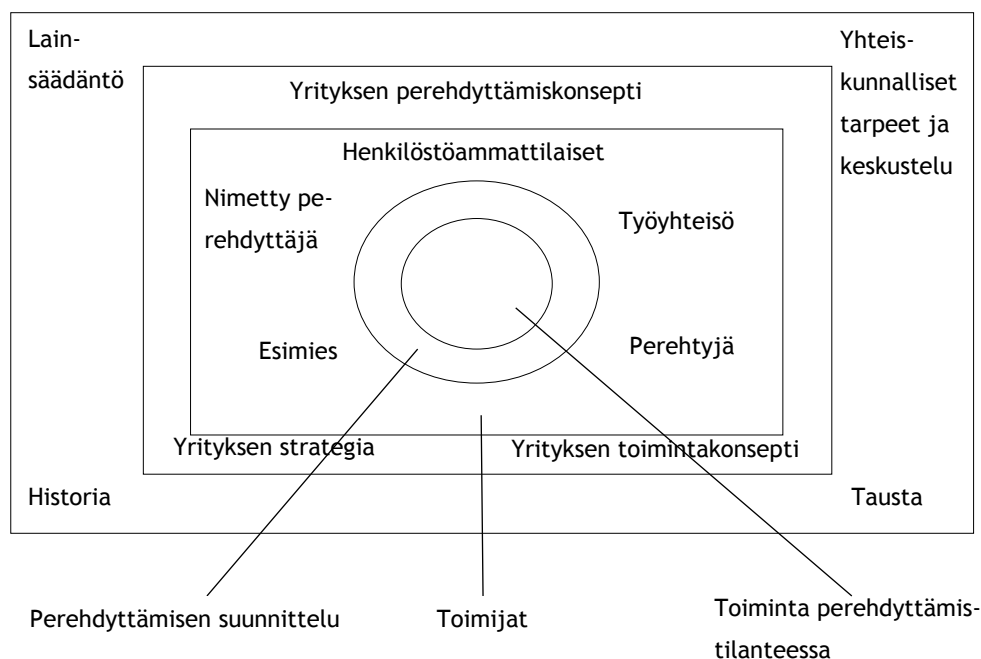 Lain-
säädäntö
Yhteis-
kunnalliset
tarpeet ja
keskustelu
Yrityksen perehdyttämiskonsepti
Henkilöstöammattilaiset
Nimetty pe-
rehdyttäjä
Työyhteisö
Esimies
Perehtyjä
Yrityksen strategia
Yrityksen toimintakonsepti
Historia
Tausta
Perehdyttämisen suunnittelu
Toimijat
Toiminta perehdyttämis-
tilanteessa